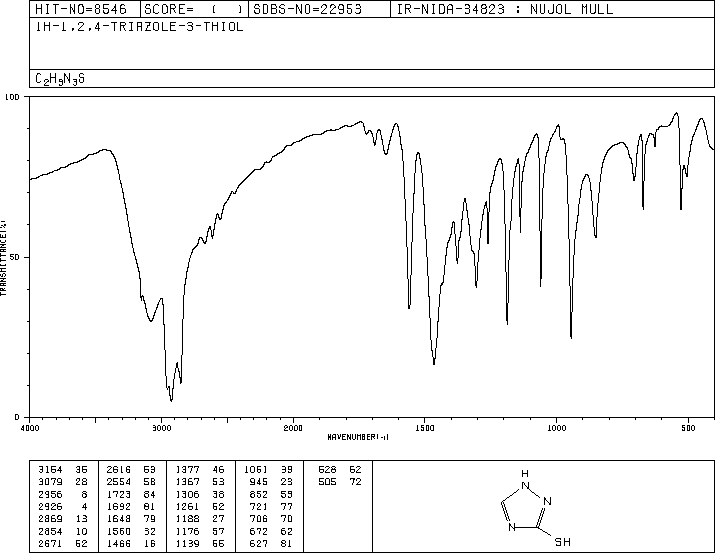 HIT-NO=8546 SCORE= ( ) SDBS-NO=22953 IR-NIDA-34823 : NUJOL MULL
1H-1,2,4-TRIAZOLE-3-THIOL
C2H3N3S
100
50
0
TRANSMITTANCE(%)
4000 3000 2000 1500 1000 500
WAVENUMBER(-1)
3154 36 2616 53 1377 46 1061 39 528 62
3079 28 2554 58 1367 53 945 23 505 72
2956 8 1723 84 1306 38 852 53
2926 4 1692 81 1261 52 721 77
2869 13 1648 79 1188 27 706 70
2854 10 1560 32 1176 57 672 62
2671 52 1466 16 1139 55 627 81
H
N
N
N
SH